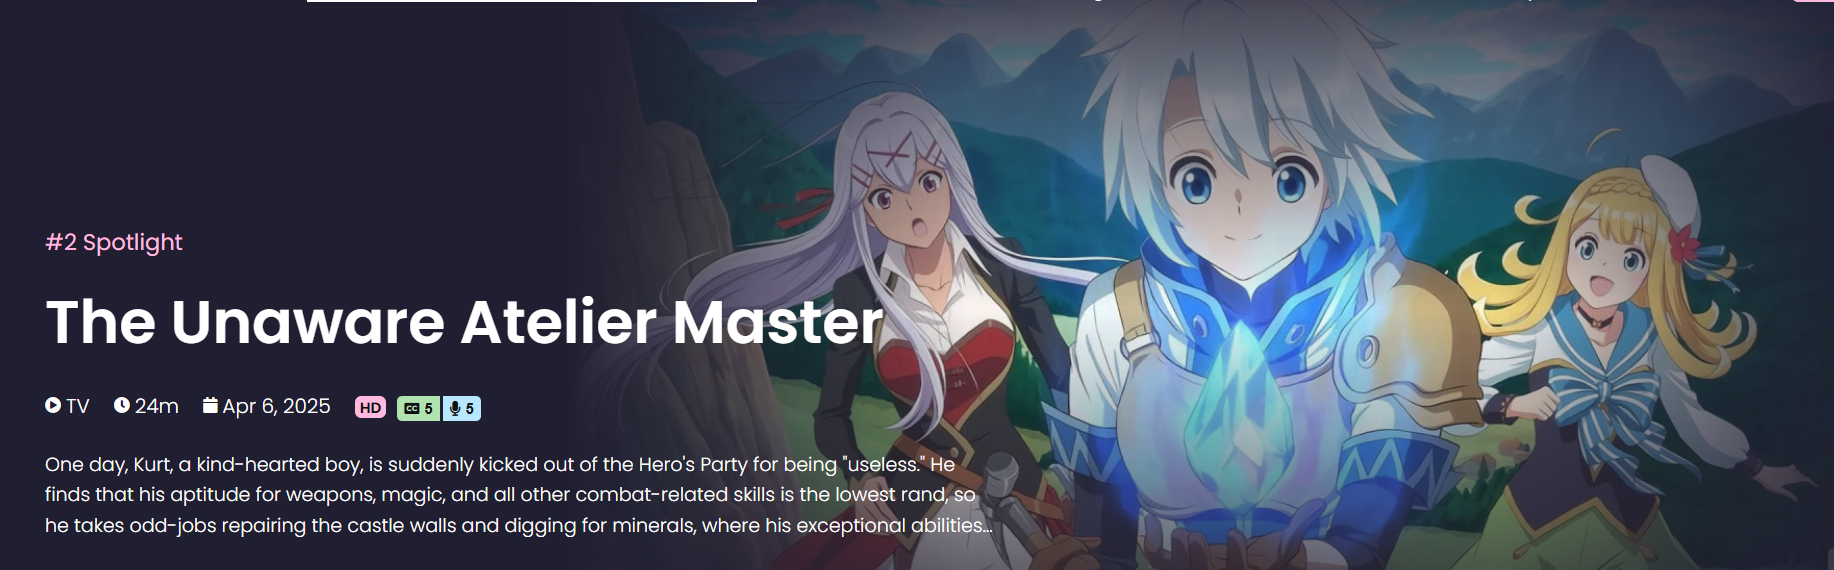 #2 Spotlight
The Unaware Atelier Master
TV 24m Apr 6, 2025 HD CC 5 5
One day, Kurt, a kind-hearted boy, is suddenly kicked out of the Hero's Party for being "useless." He
finds that his aptitude for weapons, magic, and all other combat-related skills is the lowest rand, so
he takes odd-jobs repairing the castle walls and digging for minerals, where his exceptional abilities...